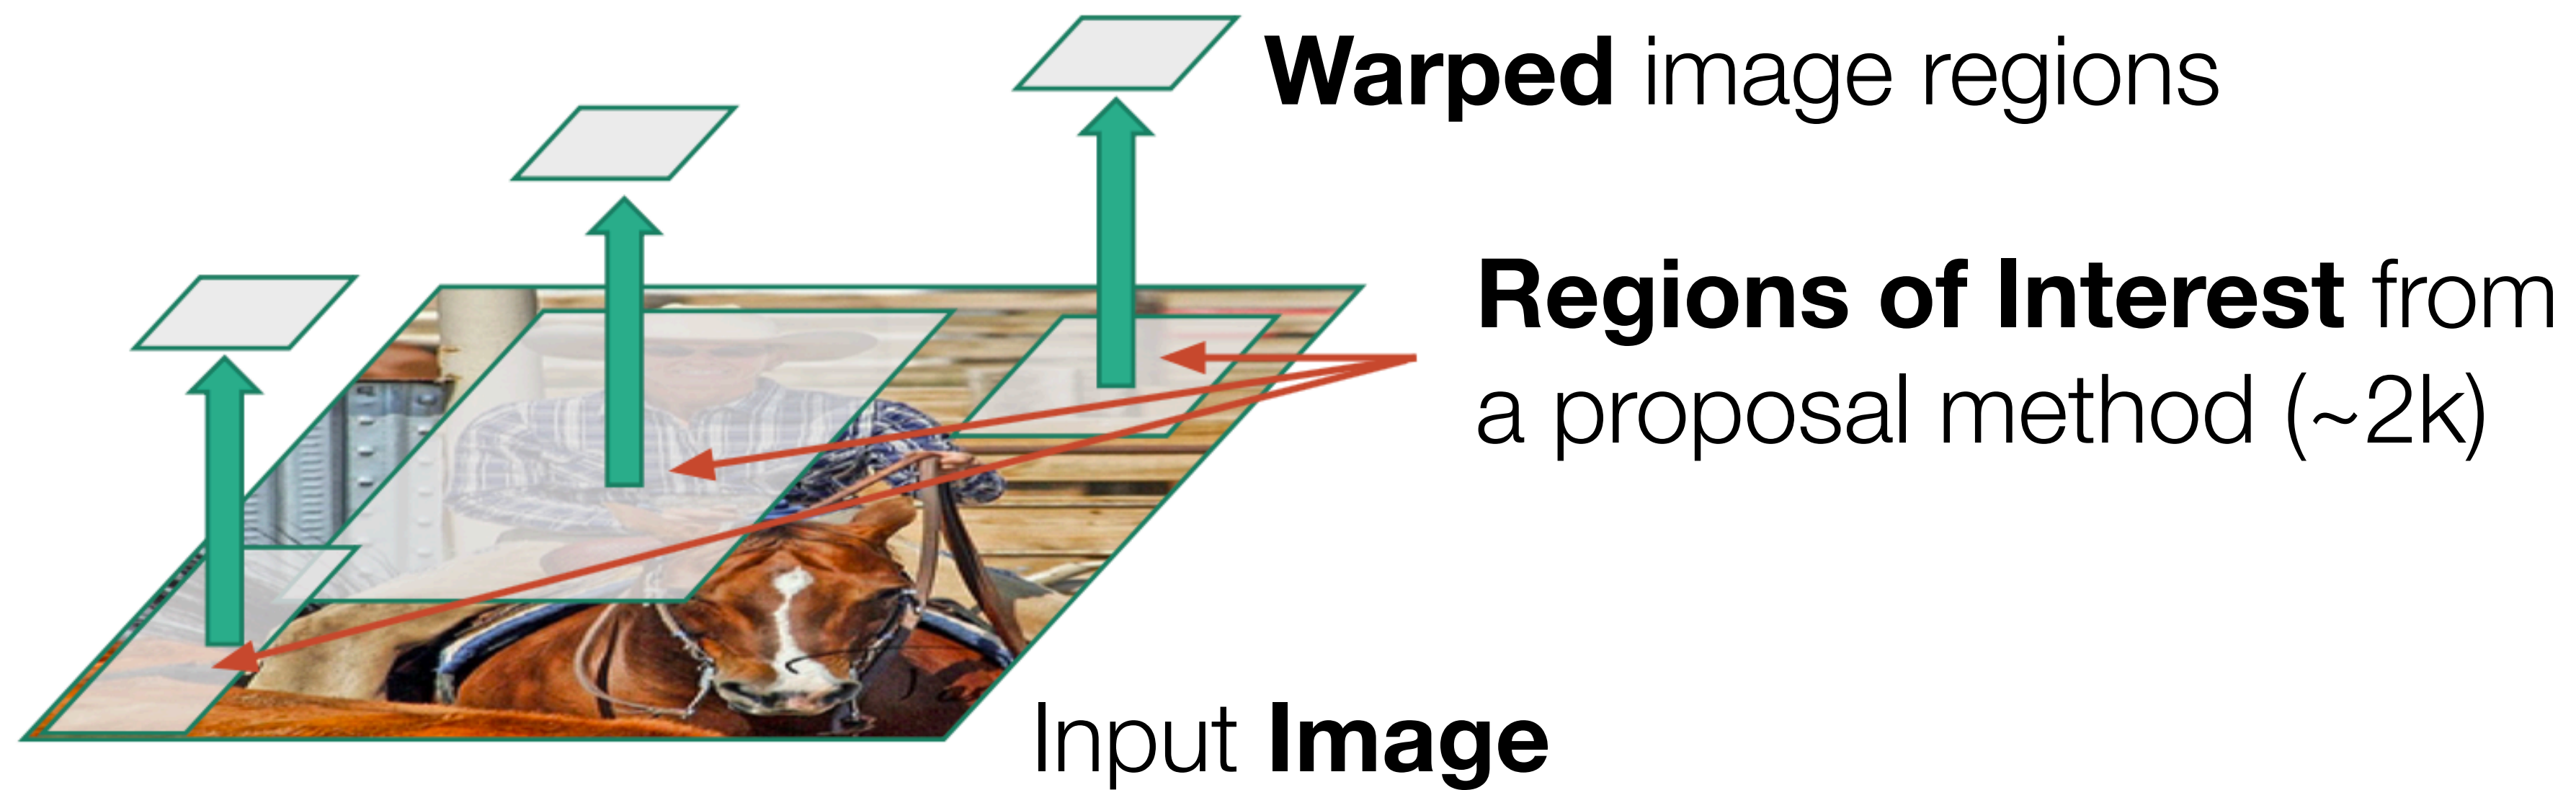 Warped image regions
Regions of Interest from
a proposal method (~2k)
Input Image